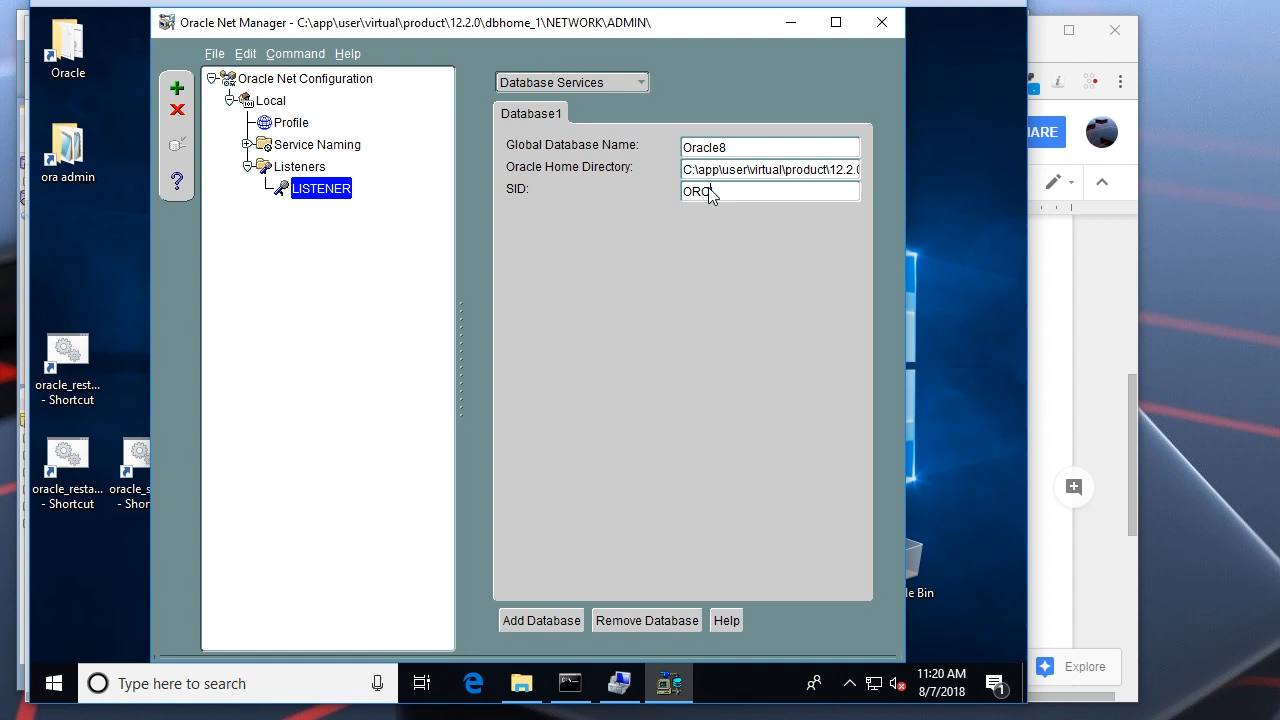 Oracle Net Manager - C:\app\user\virtual\product\12.2.0\dbhome_1\NETWORK\ADMIN\
File Edit Command Help
Oracle
ora admin
oracle_rest...
- Shortcut
oracle_resta...
- Shortcut
oracle_s
- Shor
Oracle Net Configuration
Local
Profile
Service Naming
Listeners
LISTENER
Database Services
Database1
Global Database Name:
Oracle8
Oracle Home Directory:
C:\app\user\virtual\product\12.2.0
SID:
Add Database
Remove Database
Help
le Bin
ARE
Explore
Type here to search
11:20 AM
8/7/2018
1